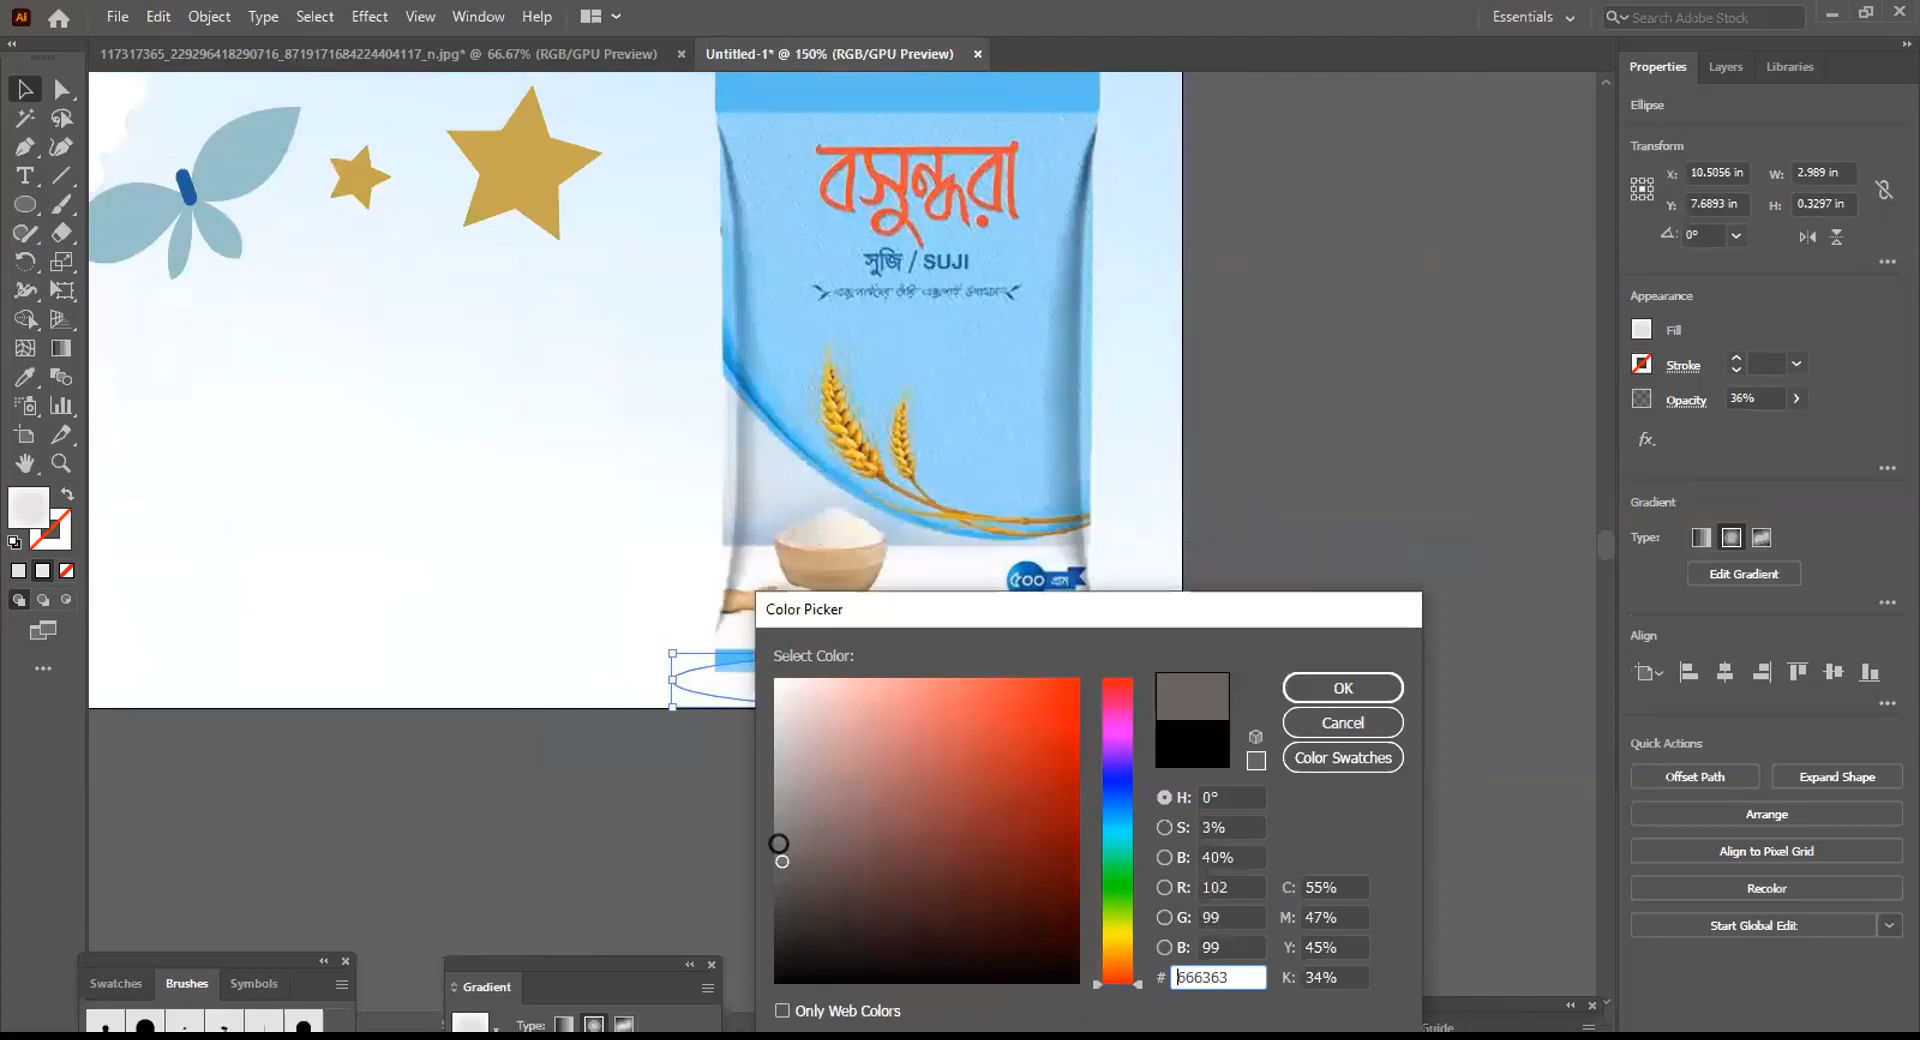 Ai File Edit Object Type Select Effect View Window Help Essentials Search Adobe Stock
117317365_229296418290716_8719171684224404117_n.jpg* @ 66.67% (RGB/GPU Preview) × Untitled-1* @ 150% (RGB/GPU Preview) ×
Properties Layers Libraries
Ellipse
Transform
X: 10.5056 in W: 2.989 in
Y: 7.6893 in H: 0.3297 in
0°
Appearance
Fill
Stroke
Opacity 36%
fx.
Gradient
Type:
Edit Gradient
Align
Quick Actions
Offset Path Expand Shape
Arrange
Align to Pixel Grid
Recolor
Start Global Edit
বসুন্ধরা
সুজি / SUJI
৫০০ গ্রাম
Color Picker
Select Color:
OK
Cancel
Color Swatches
H: 0°
S: 3%
B: 40%
R: 102 C: 55%
G: 99 M: 47%
B: 99 Y: 45%
# 666363 K: 34%
Only Web Colors
Swatches Brushes Symbols
Gradient
Type:
Guide